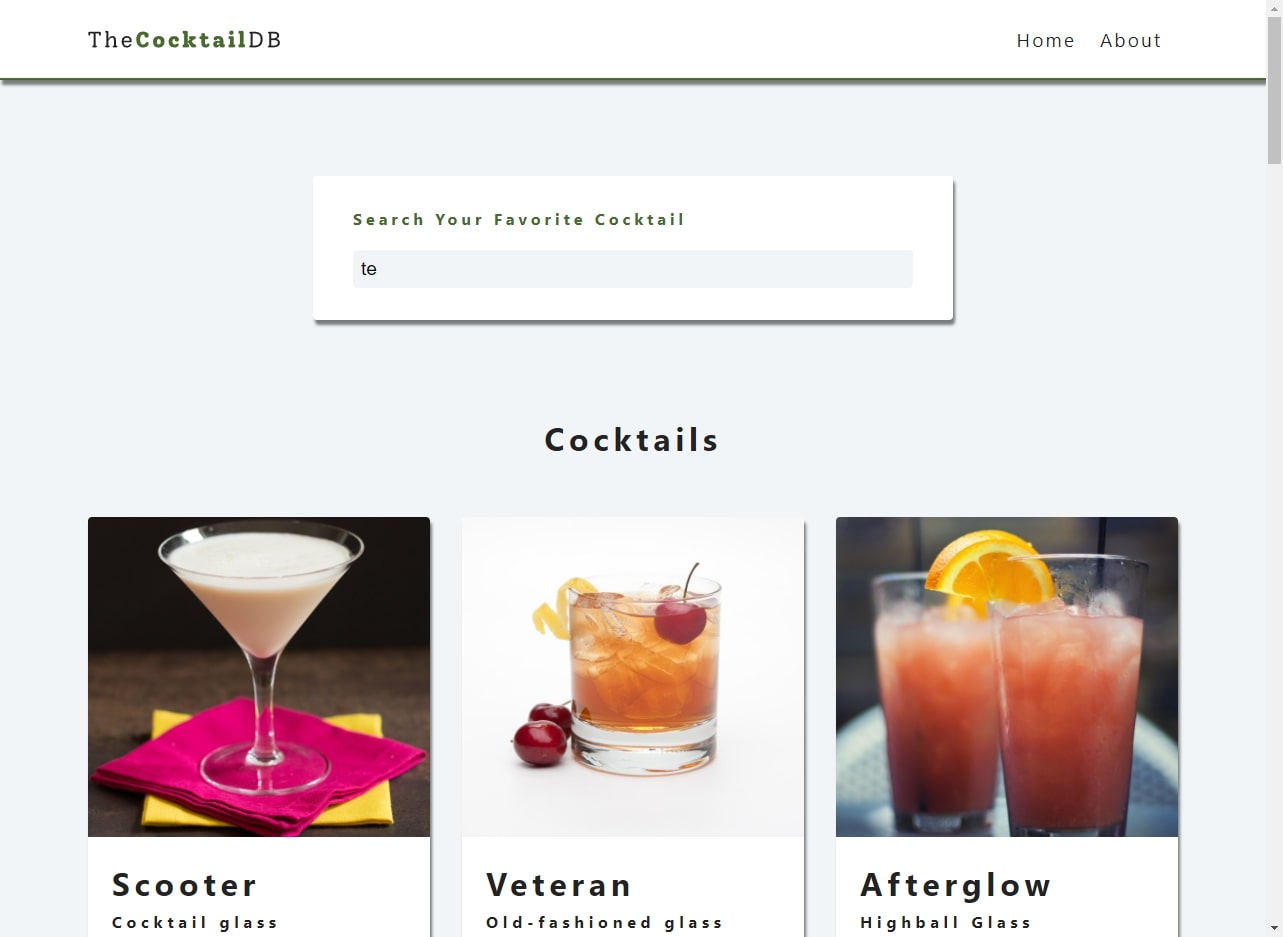 TheCocktailDB
Home About
Search Your Favorite Cocktail
te
Cocktails
Scooter
Cocktail glass
Veteran
Old-fashioned glass
Afterglow
Highball Glass